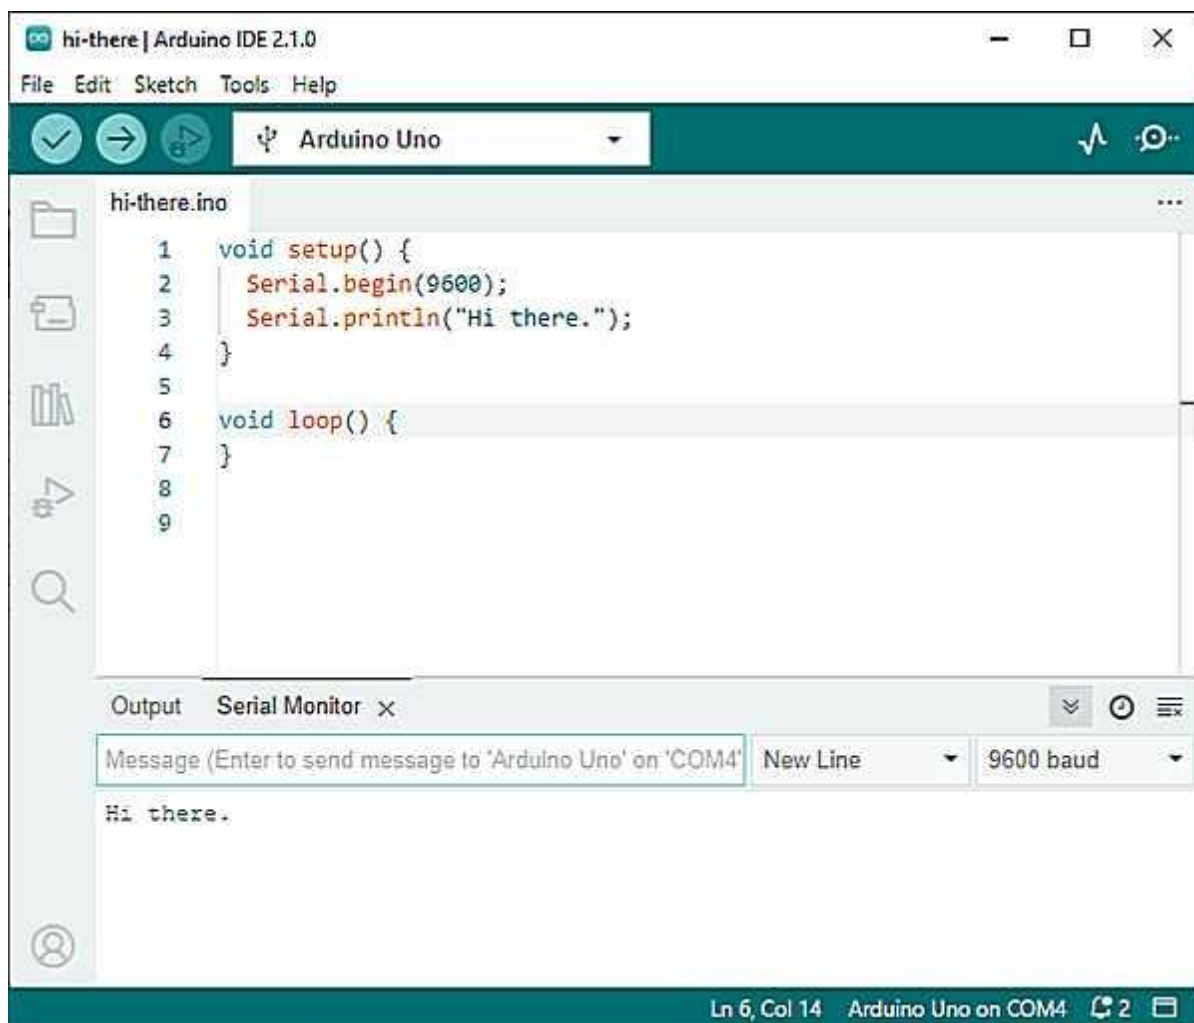 hi-there | Arduino IDE 2.1.0
File Edit Sketch Tools Help
Arduino Uno
hi-there.ino
1 void setup() {
2   Serial.begin(9600);
3   Serial.println("Hi there.");
4 }
5
6 void loop() {
7 }
8
9
Output Serial Monitor
Message (Enter to send message to 'Arduino Uno' on 'COM4' New Line 9600 baud
Hi there.
Ln 6, Col 14 Arduino Uno on COM4 2